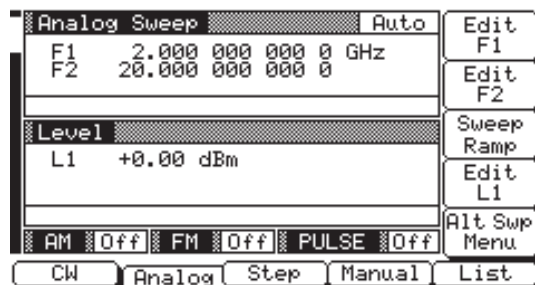 Analog Sweep Auto
F1 2.000 000 000 0 GHz
F2 20.000 000 000 0
Level
L1 +0.00 dBm
AM Off FM Off PULSE Off
Edit
F1
Edit
F2
Sweep
Ramp
Edit
L1
Alt Swp
Menu
CW Analog Step Manual List